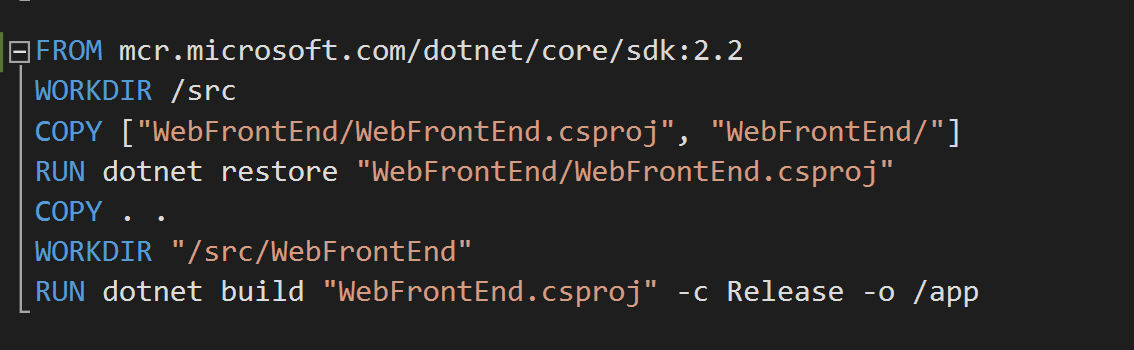 FROM mcr.microsoft.com/dotnet/core/sdk:2.2
WORKDIR /src
COPY ["WebFrontEnd/WebFrontEnd.csproj", "WebFrontEnd/"]
RUN dotnet restore "WebFrontEnd/WebFrontEnd.csproj"
COPY . .
WORKDIR "/src/WebFrontEnd"
RUN dotnet build "WebFrontEnd.csproj" -c Release -o /app